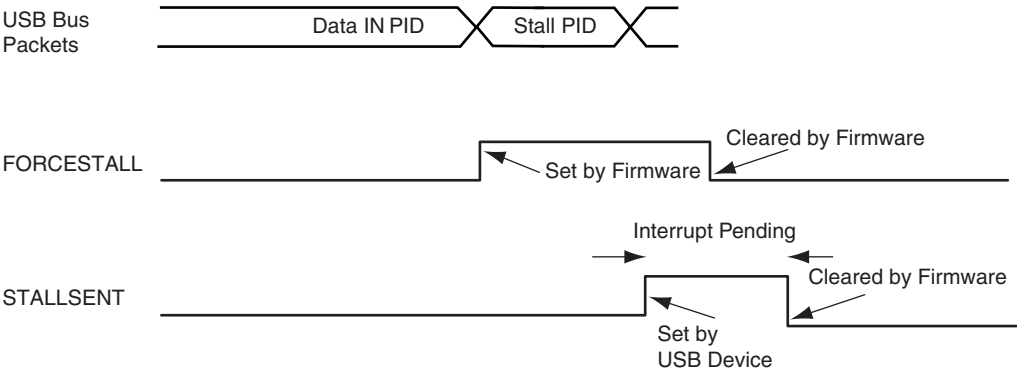 USB Bus
Packets
Data IN PID
Stall PID
FORCESTALL
Set by Firmware
Cleared by Firmware
Interrupt Pending
STALLSENT
Cleared by Firmware
Set by
USB Device